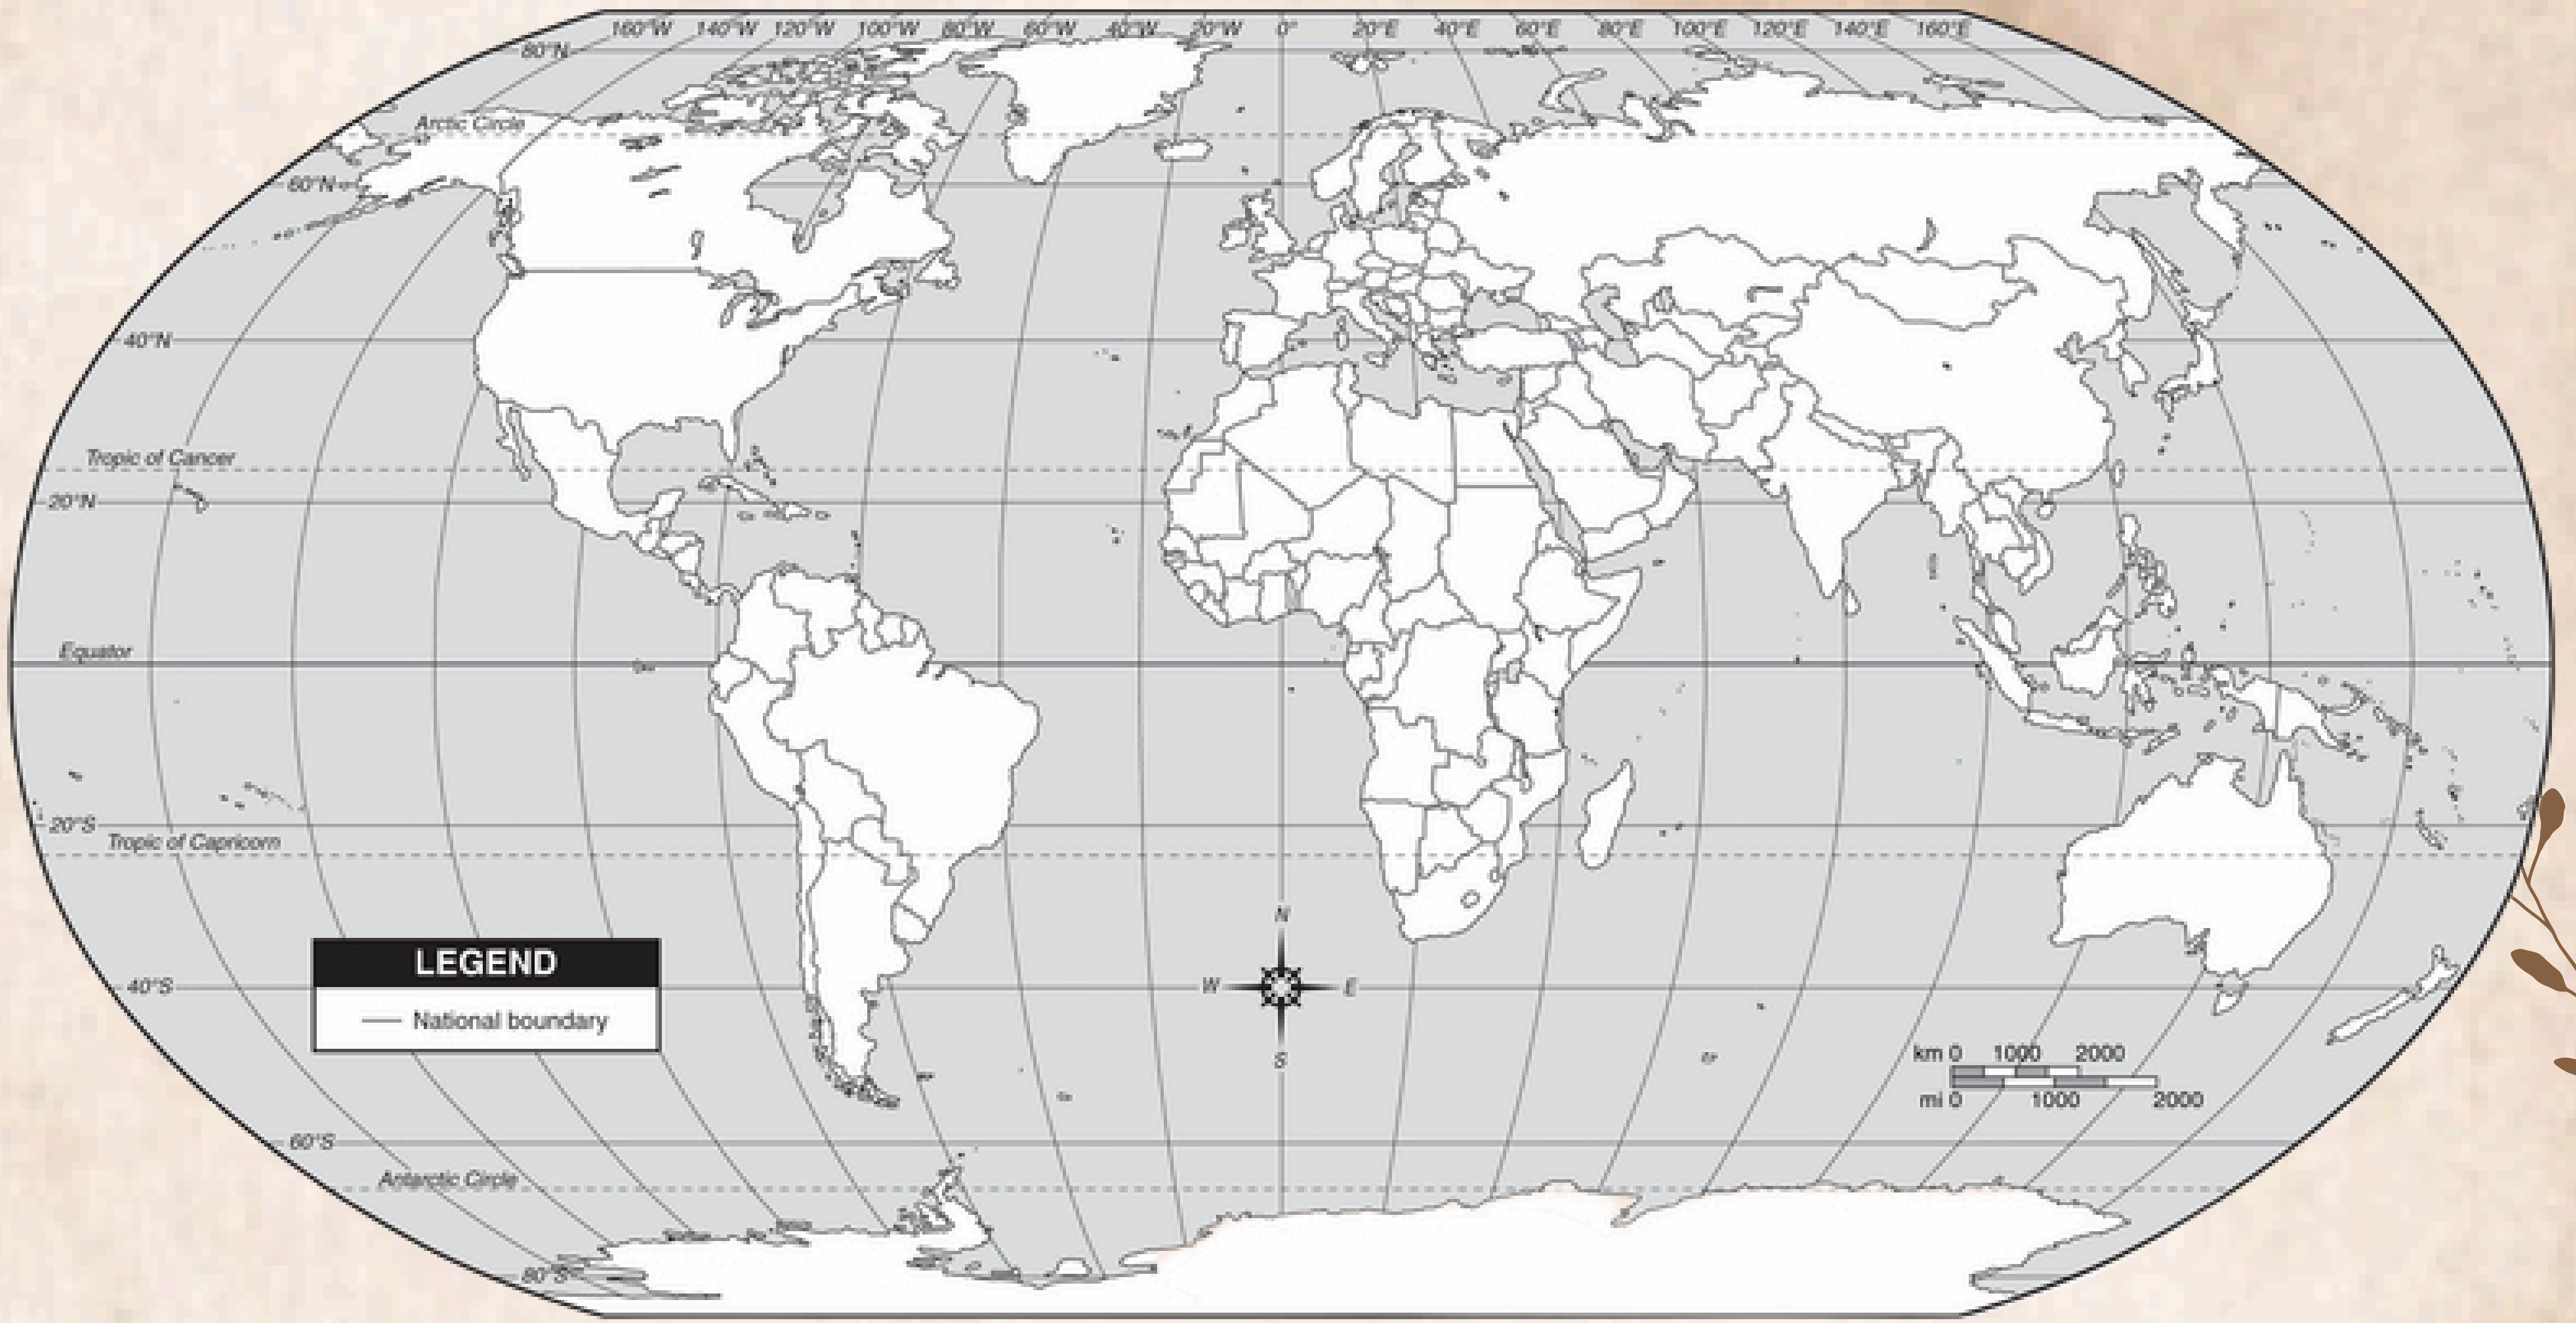 160°W 140°W 120°W 100°W 80°W 60°W 40°W 20°W 0° 20°E 40°E 60°E 80°E 100°E 120°E 140°E 160°E
80°N
Arctic Circle
60°N
40°N
Tropic of Cancer
20°N
Equator
20°S
Tropic of Capricorn
N
LEGEND
W E
40°S
National boundary
S
km 0 1000 2000
mi 0 1000 2000
60°S
Antarctic Circle
80°S